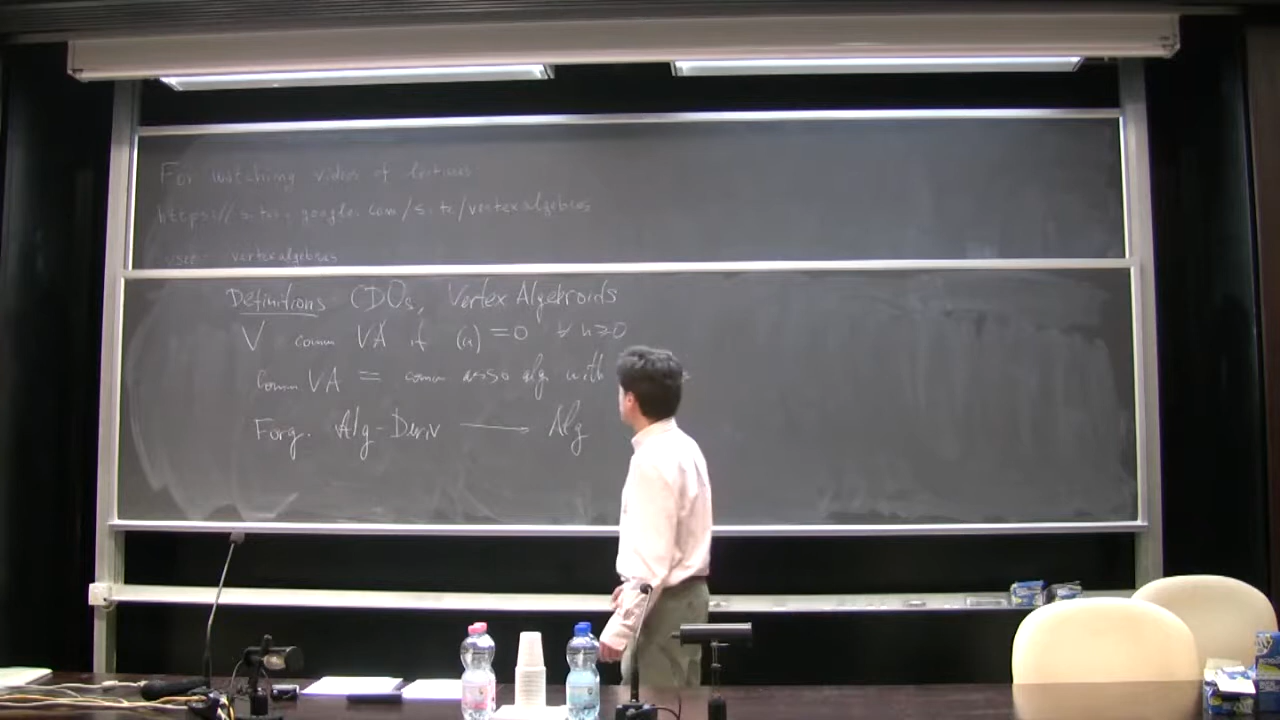 For watching videos of lectures
https://sites.google.com/site/vertexalgebras
user: vertexalgebras
Definitions CDOs, Vertex Algebroids
V comm VA if (n) = 0 ∀ n ≥ 0
Comm VA = comm asso alg with
Forg. Alg-Deriv ⟶ Alg